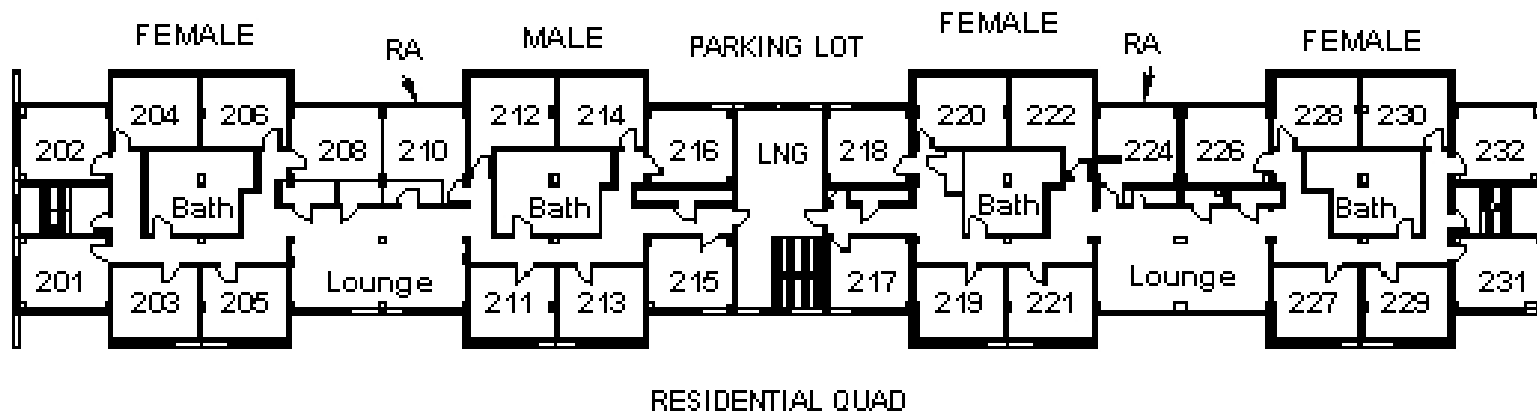 FEMALE RA MALE PARKING LOT FEMALE RA FEMALE
204 206 212 214 220 222 228 230
202 208 210 216 LNG 218 224 226 232
Bath Bath Bath Bath
201 Lounge 215 217 Lounge 231
203 205 211 213 219 221 227 229
RESIDENTIAL QUAD